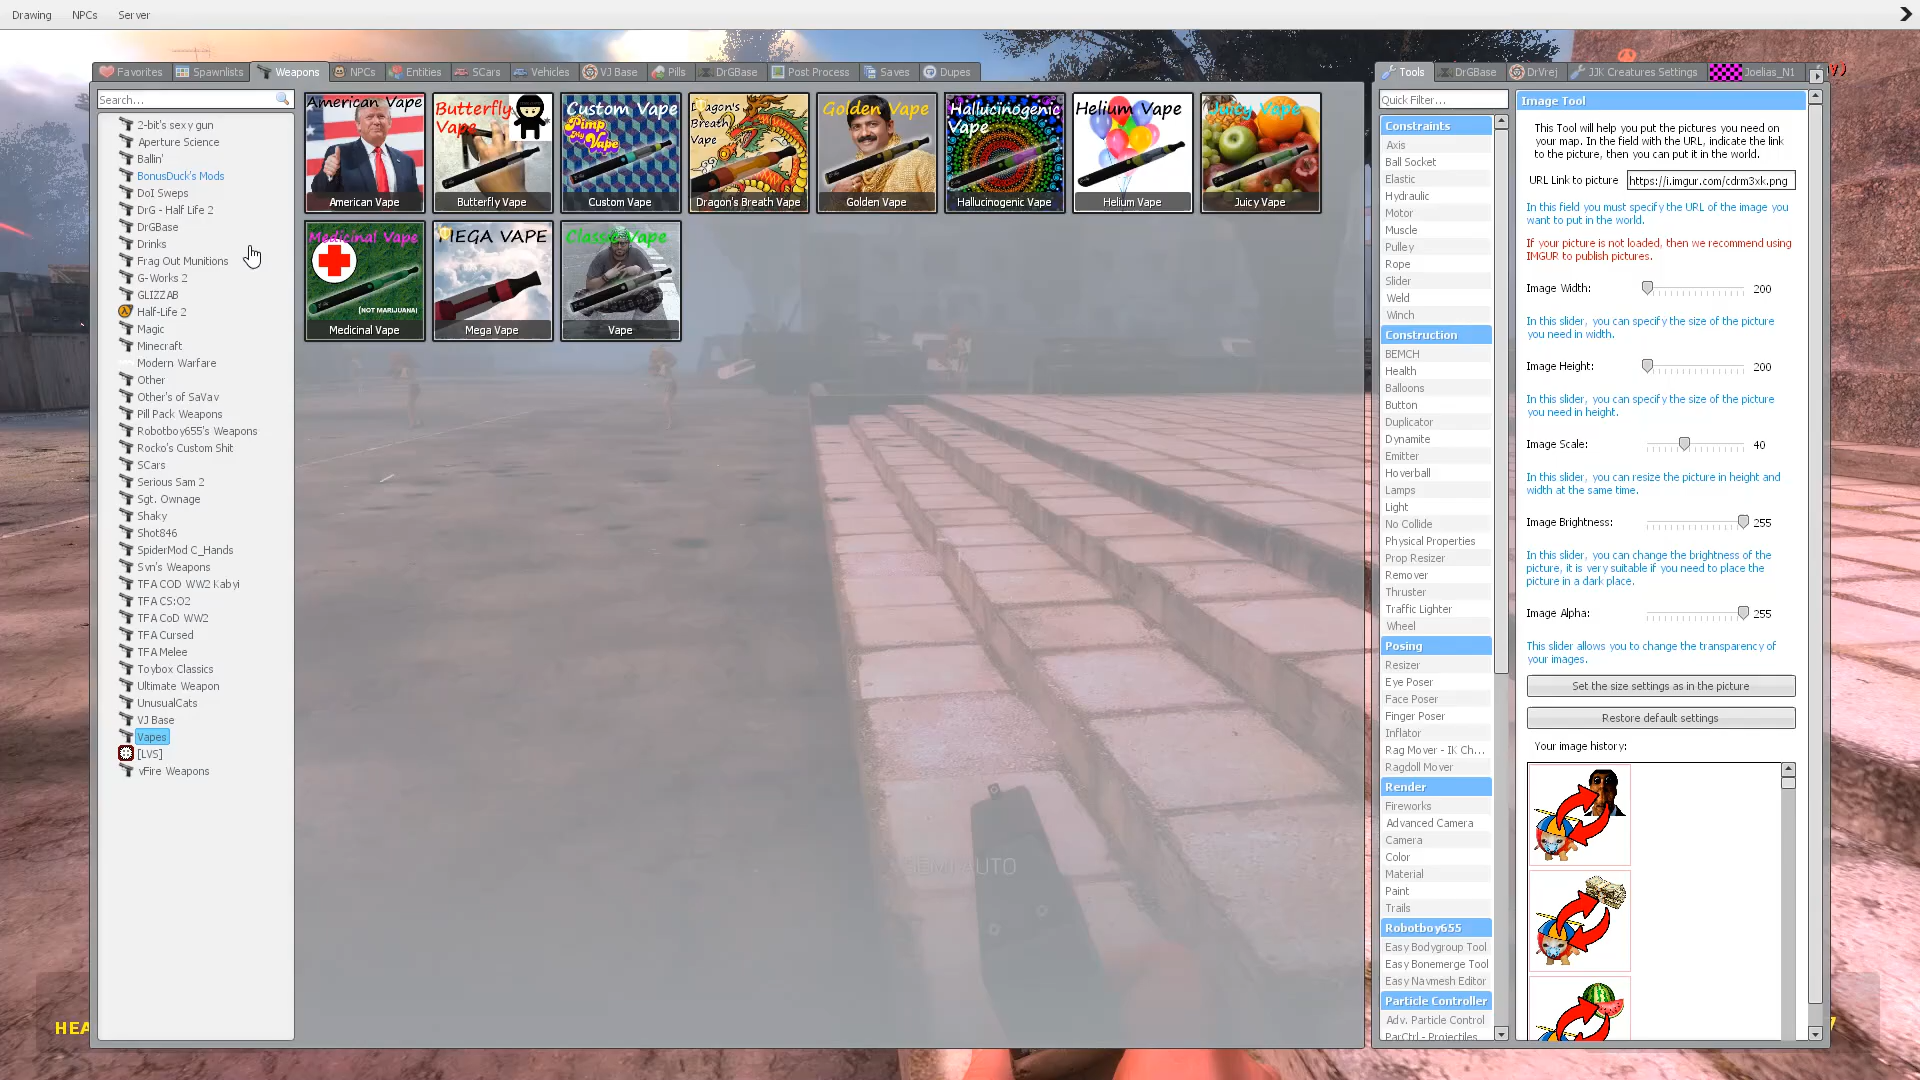 Drawing NPCs Server
Favorites Spawnlists Weapons NPCs Entities SCars Vehicles VJ Base Pills DrGBase Post Process Saves Dupes
Search...
2-bit's sexy gun
Aperture Science
Ballin'
BonusDuck's Mods
DoI Sweps
DrG - Half Life 2
DrGBase
Drinks
Frag Out Munitions
G-Works 2
GLIZZAB
Half-Life 2
Magic
Minecraft
Modern Warfare
Other
Other's of SaVav
Pill Pack Weapons
Robotboy655's Weapons
Rocko's Custom Shit
SCars
Serious Sam 2
Sgt. Ownage
Shaky
Shot846
SpiderMod C_Hands
Svn's Weapons
TFA COD WW2 Kabyi
TFA CS:O2
TFA CoD WW2
TFA Cursed
TFA Melee
Toybox Classics
Ultimate Weapon
UnusualCats
VJ Base
Vapes
[LVS]
vFire Weapons
American Vape
American Vape
Butterfly
Vape
Butterfly Vape
Custom Vape
Pimp
My
Vape
Custom Vape
Dragon's
Breath
Vape
Dragon's Breath Vape
Golden Vape
Golden Vape
Hallucinogenic
Vape
Hallucinogenic Vape
Helium Vape
Helium Vape
Juicy Vape
Juicy Vape
Medicinal Vape
(NOT MARIJUANA)
Medicinal Vape
MEGA VAPE
Mega Vape
Classic Vape
Vape
SEMI-AUTO
HEA
Tools DrGBase DrVrej JJK Creatures Settings Joelias_N1
Quick Filter...
Constraints
Axis
Ball Socket
Elastic
Hydraulic
Motor
Muscle
Pulley
Rope
Slider
Weld
Winch
Construction
BEMCH
Health
Balloons
Button
Duplicator
Dynamite
Emitter
Hoverball
Lamps
Light
No Collide
Physical Properties
Prop Resizer
Remover
Thruster
Traffic Lighter
Wheel
Posing
Resizer
Eye Poser
Face Poser
Finger Poser
Inflator
Rag Mover - IK Ch...
Ragdoll Mover
Render
Fireworks
Advanced Camera
Camera
Color
Material
Paint
Trails
Robotboy655
Easy Bodygroup Tool
Easy Bonemerge Tool
Easy Navmesh Editor
Particle Controller
Adv. Particle Control
ParCtrl - Projectiles
Image Tool
This Tool will help you put the pictures you need on
your map. In the field with the URL, indicate the link
to the picture, then you can put it in the world.
URL Link to picture https://i.imgur.com/cdrm3xk.png
In this field you must specify the URL of the image you
want to put in the world.
If your picture is not loaded, then we recommend using
IMGUR to publish pictures.
Image Width: 200
In this slider, you can specify the size of the picture
you need in width.
Image Height: 200
In this slider, you can specify the size of the picture
you need in height.
Image Scale: 40
In this slider, you can resize the picture in height and
width at the same time.
Image Brightness: 255
In this slider, you can change the brightness of the
picture, it is very suitable if you need to place the
picture in a dark place.
Image Alpha: 255
This slider allows you to change the transparency of
your images.
Set the size settings as in the picture
Restore default settings
Your image history: